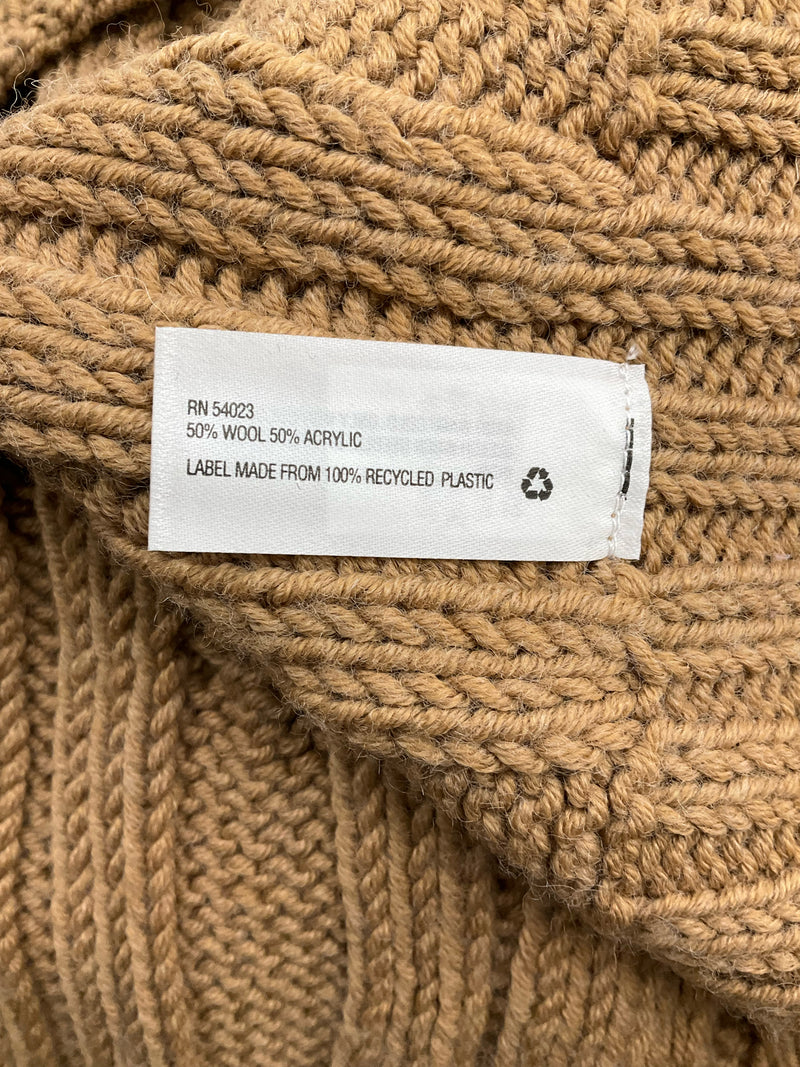 RN 54023
50% WOOL 50% ACRYLIC
LABEL MADE FROM 100% RECYCLED PLASTIC